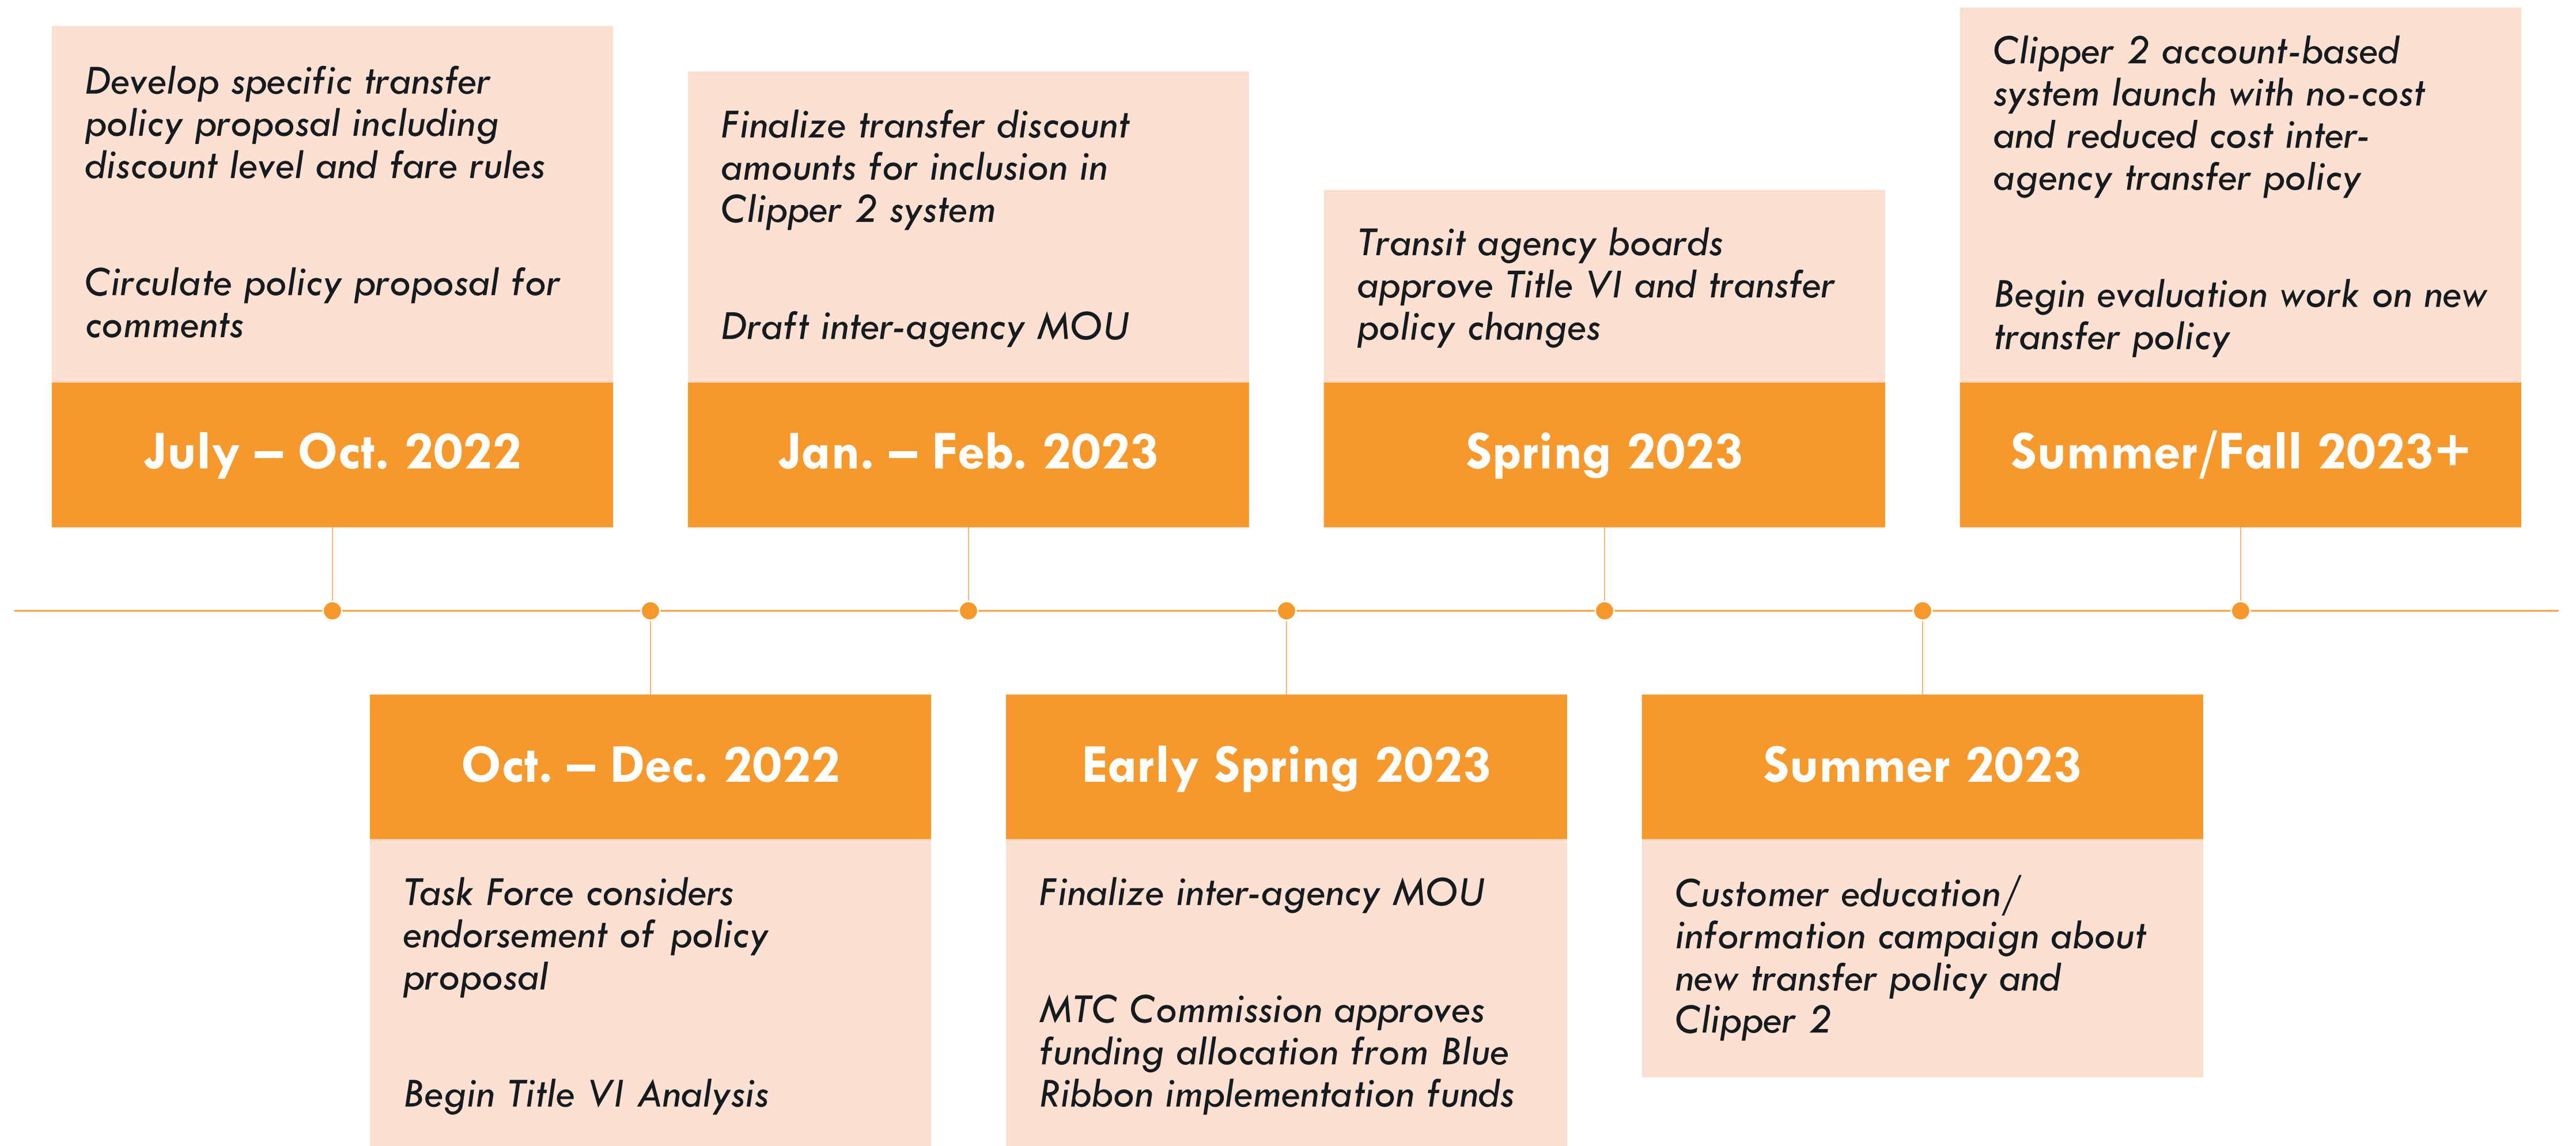 Develop specific transfer
policy proposal including
discount level and fare rules
Circulate policy proposal for
comments
July – Oct. 2022
Finalize transfer discount
amounts for inclusion in
Clipper 2 system
Draft inter-agency MOU
Jan. – Feb. 2023
Transit agency boards
approve Title VI and transfer
policy changes
Spring 2023
Clipper 2 account-based
system launch with no-cost
and reduced cost inter-
agency transfer policy
Begin evaluation work on new
transfer policy
Summer/Fall 2023+
Oct. – Dec. 2022
Task Force considers
endorsement of policy
proposal
Begin Title VI Analysis
Early Spring 2023
Finalize inter-agency MOU
MTC Commission approves
funding allocation from Blue
Ribbon implementation funds
Summer 2023
Customer education/
information campaign about
new transfer policy and
Clipper 2